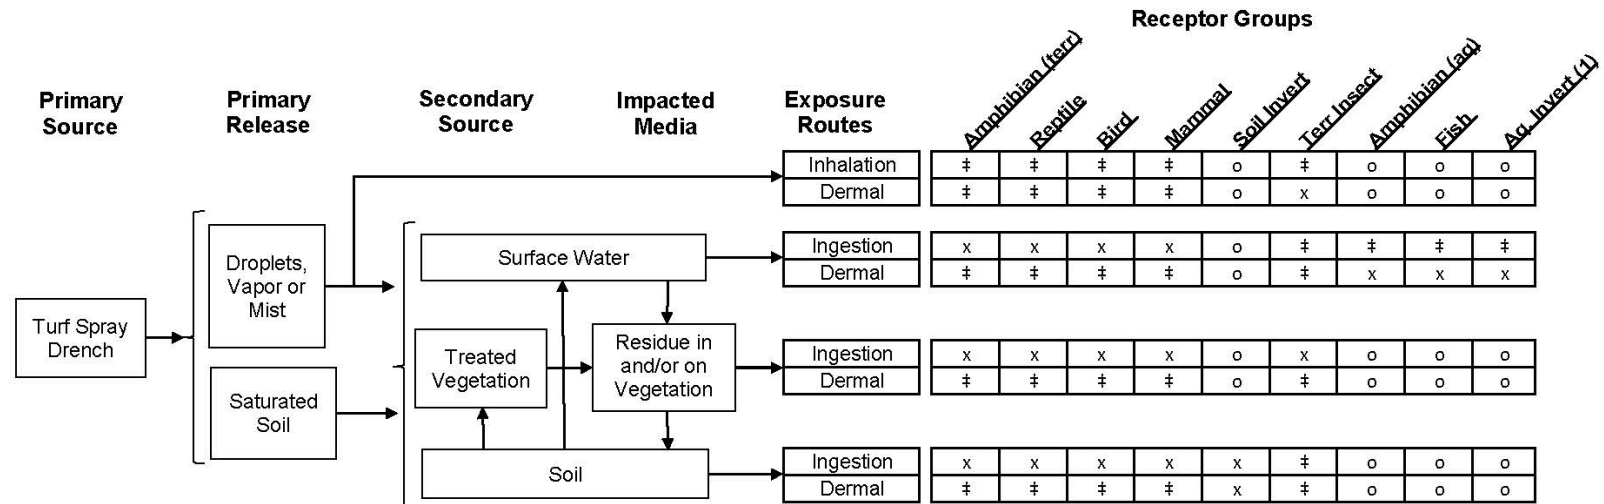 Receptor Groups
Primary
Source
Primary
Release
Secondary
Source
Impacted
Media
Exposure
Routes
Amphibian (terr)
Reptile
Bird
Mammal
Soil Invert
Terr Insect
Amphibian (aq)
Fish
Aq. Invert (1)
Inhalation ‡ ‡ ‡ ‡ o ‡ o o o
Dermal ‡ ‡ ‡ ‡ o x o o o
Droplets,
Vapor or
Mist
Surface Water
Ingestion x x x x o ‡ ‡ ‡ ‡
Dermal ‡ ‡ ‡ ‡ o ‡ x x x
Turf Spray
Drench
Treated
Vegetation
Residue in
and/or on
Vegetation
Ingestion x x x x o x o o o
Dermal ‡ ‡ ‡ ‡ o ‡ o o o
Saturated
Soil
Soil
Ingestion x x x x x ‡ o o o
Dermal ‡ ‡ ‡ ‡ x ‡ o o o